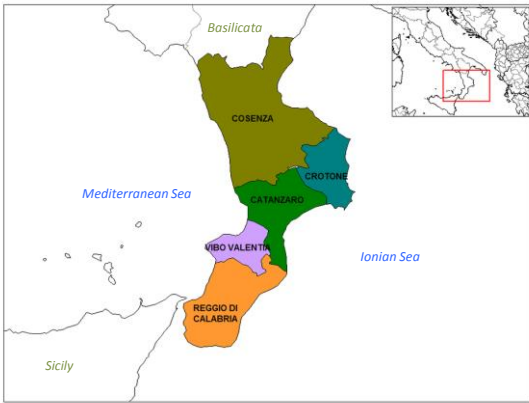 Basilicata
COSENZA
CROTONE
Mediterranean Sea
CATANZARO
VIBO VALENTIA
Ionian Sea
REGGIO DI
CALABRIA
Sicily